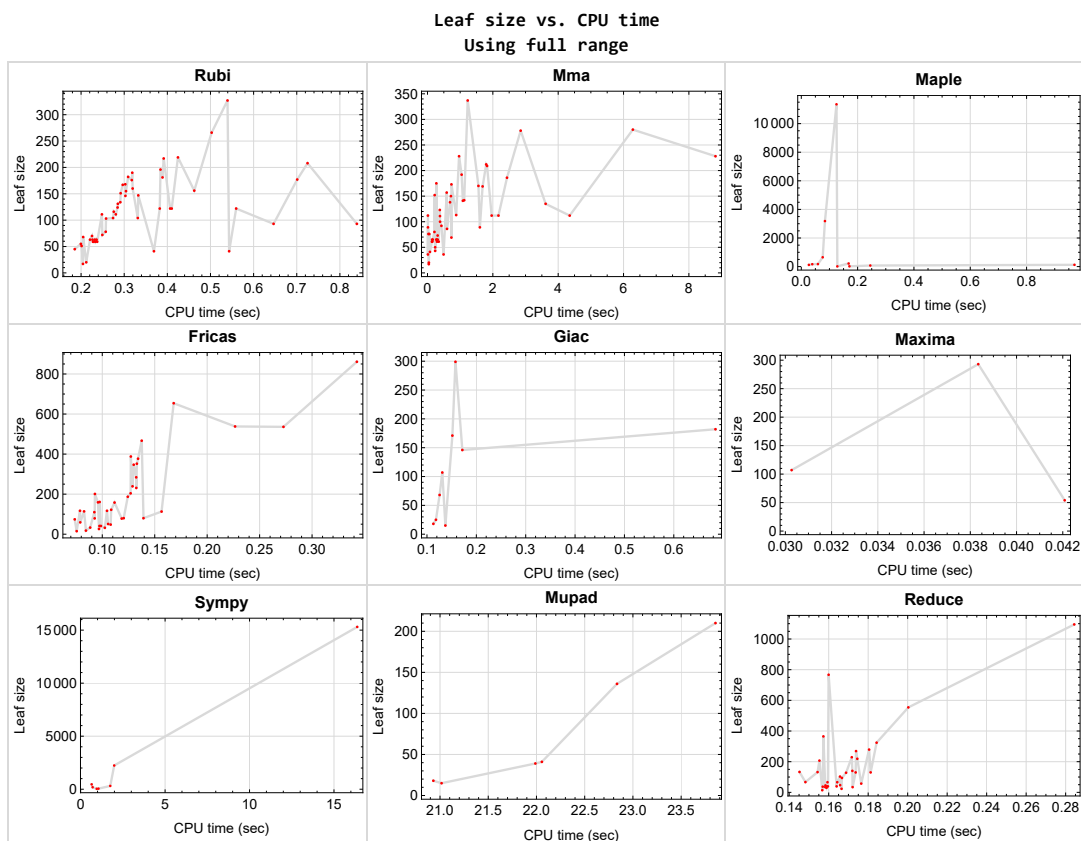 Leaf size vs. CPU time
Using full range
Rubi
Leaf size
300
250
200
150
100
50
0
0.2 0.3 0.4 0.5 0.6 0.7 0.8
CPU time (sec)
Mma
Leaf size
350
300
250
200
150
100
50
0
0 2 4 6 8
CPU time (sec)
Maple
Leaf size
10000
8000
6000
4000
2000
0
0.0 0.2 0.4 0.6 0.8
CPU time (sec)
Fricas
Leaf size
800
600
400
200
0
0.10 0.15 0.20 0.25 0.30
CPU time (sec)
Giac
Leaf size
300
250
200
150
100
50
0
0.1 0.2 0.3 0.4 0.5 0.6
CPU time (sec)
Maxima
Leaf size
300
250
200
150
100
50
0
0.030 0.032 0.034 0.036 0.038 0.040 0.042
CPU time (sec)
Sympy
Leaf size
15000
10000
5000
0
0 5 10 15
CPU time (sec)
Mupad
Leaf size
200
150
100
50
0
21.0 21.5 22.0 22.5 23.0 23.5
CPU time (sec)
Reduce
Leaf size
1000
800
600
400
200
0
0.14 0.16 0.18 0.20 0.22 0.24 0.26 0.28
CPU time (sec)